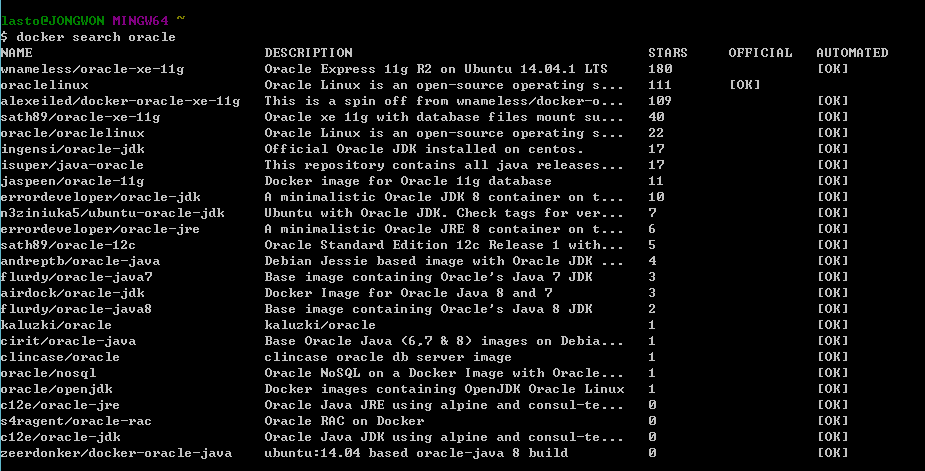 lasto@JONGWON MINGW64 ~
$ docker search oracle
NAME DESCRIPTION STARS OFFICIAL AUTOMATED
wnameless/oracle-xe-11g Oracle Express 11g R2 on Ubuntu 14.04.1 LTS 180 [OK]
oraclelinux Oracle Linux is an open-source operating s... 111 [OK]
alexeiled/docker-oracle-xe-11g This is a spin off from wnameless/docker-o... 109 [OK]
sath89/oracle-xe-11g Oracle xe 11g with database files mount su... 40 [OK]
oracle/oraclelinux Oracle Linux is an open-source operating s... 22 [OK]
ingensi/oracle-jdk Official Oracle JDK installed on centos. 17 [OK]
isuper/java-oracle This repository contains all java releases... 17 [OK]
jaspeen/oracle-11g Docker image for Oracle 11g database 11 [OK]
errordeveloper/oracle-jdk A minimalistic Oracle JDK 8 container on t... 10 [OK]
n3ziniuka5/ubuntu-oracle-jdk Ubuntu with Oracle JDK. Check tags for ver... 7 [OK]
errordeveloper/oracle-jre A minimalistic Oracle JRE 8 container on t... 6 [OK]
sath89/oracle-12c Oracle Standard Edition 12c Release 1 with... 5 [OK]
andreptb/oracle-java Debian Jessie based image with Oracle JDK ... 4 [OK]
flurdy/oracle-java7 Base image containing Oracle's Java 7 JDK 3 [OK]
airdock/oracle-jdk Docker Image for Oracle Java 8 and 7 3 [OK]
flurdy/oracle-java8 Base image containing Oracle's Java 8 JDK 2 [OK]
kaluzki/oracle kaluzki/oracle 1 [OK]
cirit/oracle-java Base Oracle Java (6,7 & 8) images on Debia... 1 [OK]
clincase/oracle clincase oracle db server image 1 [OK]
oracle/nosql Oracle NoSQL on a Docker Image with Oracle... 1 [OK]
oracle/openjdk Docker images containing OpenJDK Oracle Linux 1 [OK]
c12e/oracle-jre Oracle Java JRE using alpine and consul-te... 0 [OK]
s4ragent/oracle-rac Oracle RAC on Docker 0 [OK]
c12e/oracle-jdk Oracle Java JDK using alpine and consul-te... 0 [OK]
zeerdonker/docker-oracle-java ubuntu:14.04 based oracle-java 8 build 0 [OK]